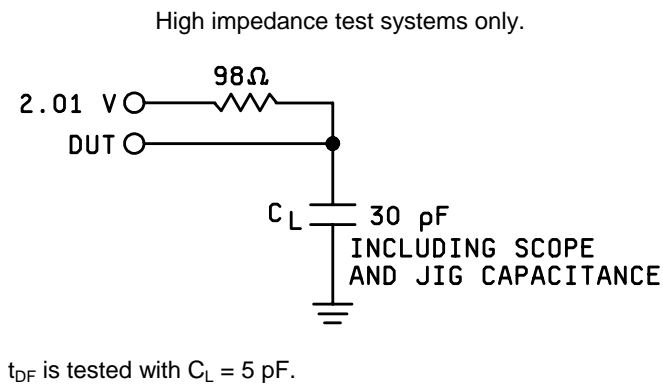 High impedance test systems only.
98Ω
2.01 V
DUT
CL 30 pF
INCLUDING SCOPE
AND JIG CAPACITANCE
tDF is tested with CL = 5 pF.